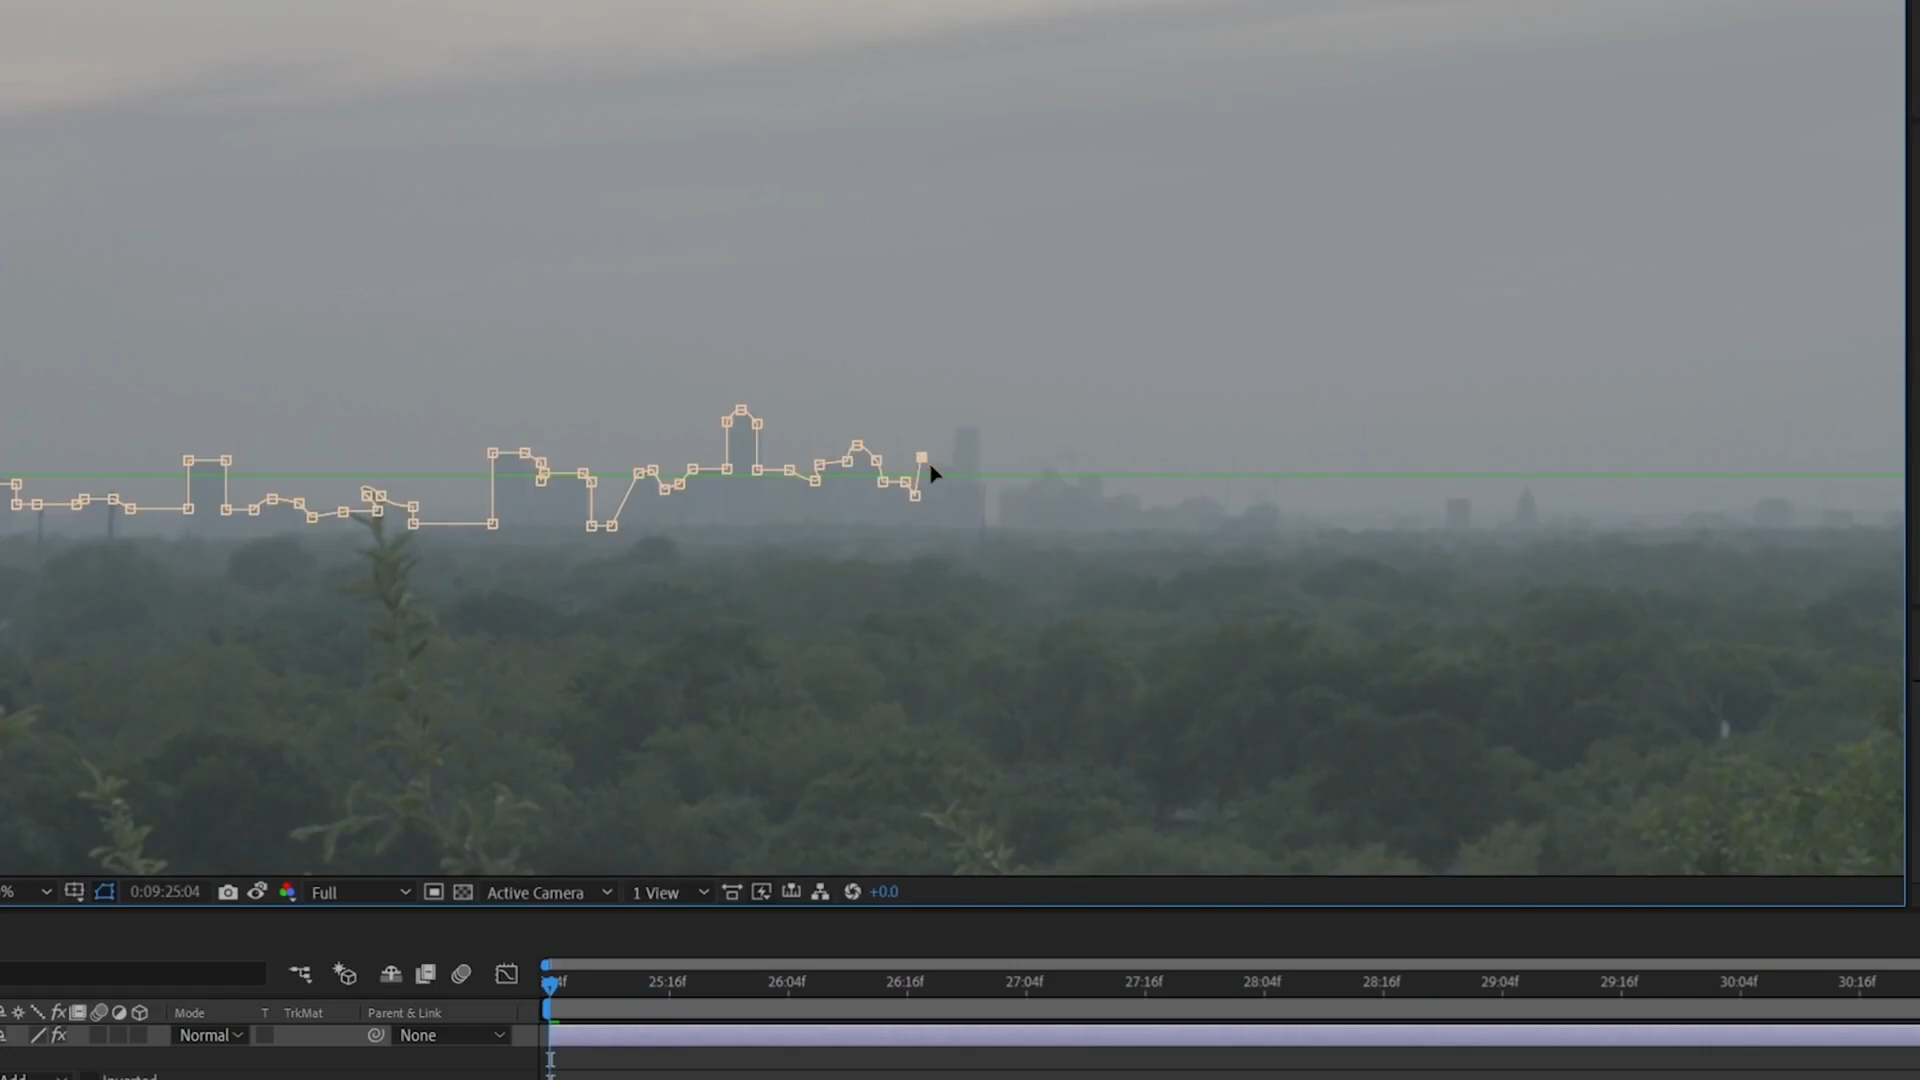 %
0:09:25:04
Full
Active Camera
1 View
+0.0
25:16f
26:04f
26:16f
27:04f
27:16f
28:04f
28:16f
29:04f
29:16f
30:04f
30:16f
Mode
T
TrkMat
Parent & Link
fx
Normal
None